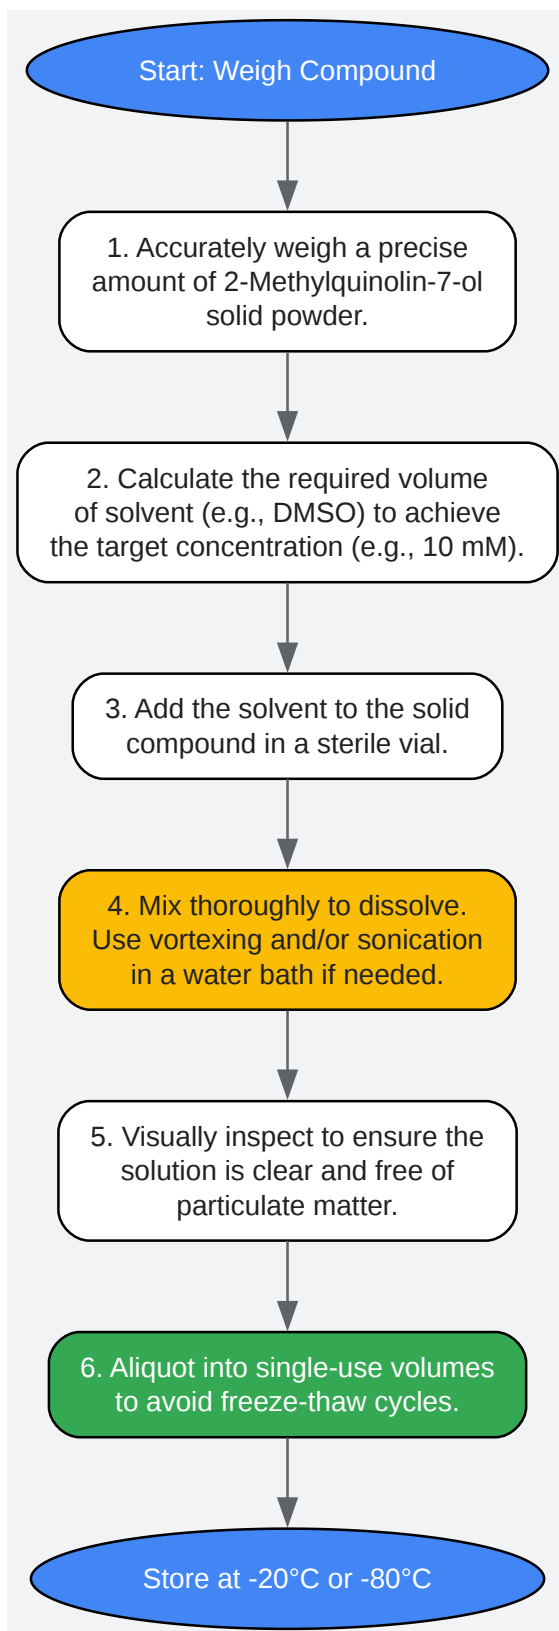 Start: Weigh Compound
1. Accurately weigh a precise
amount of 2-Methylquinolin-7-ol
solid powder.
2. Calculate the required volume
of solvent (e.g., DMSO) to achieve
the target concentration (e.g., 10 mM).
3. Add the solvent to the solid
compound in a sterile vial.
4. Mix thoroughly to dissolve.
Use vortexing and/or sonication
in a water bath if needed.
5. Visually inspect to ensure the
solution is clear and free of
particulate matter.
6. Aliquot into single-use volumes
to avoid freeze-thaw cycles.
Store at -20°C or -80°C